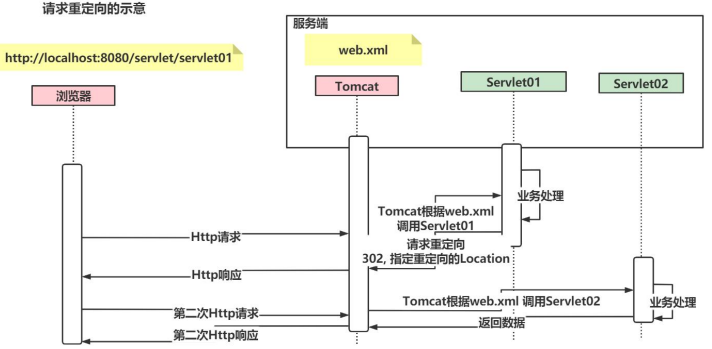 请求重定向的示意
服务端
http://localhost:8080/servlet/servlet01
web.xml
浏览器
Tomcat
Servlet01
Servlet02
业务处理
Tomcat根据web.xml
调用Servlet01
Http请求
请求重定向
302, 指定重定向的Location
Http响应
Tomcat根据web.xml 调用Servlet02
业务处理
第二次Http请求
返回数据
第二次Http响应